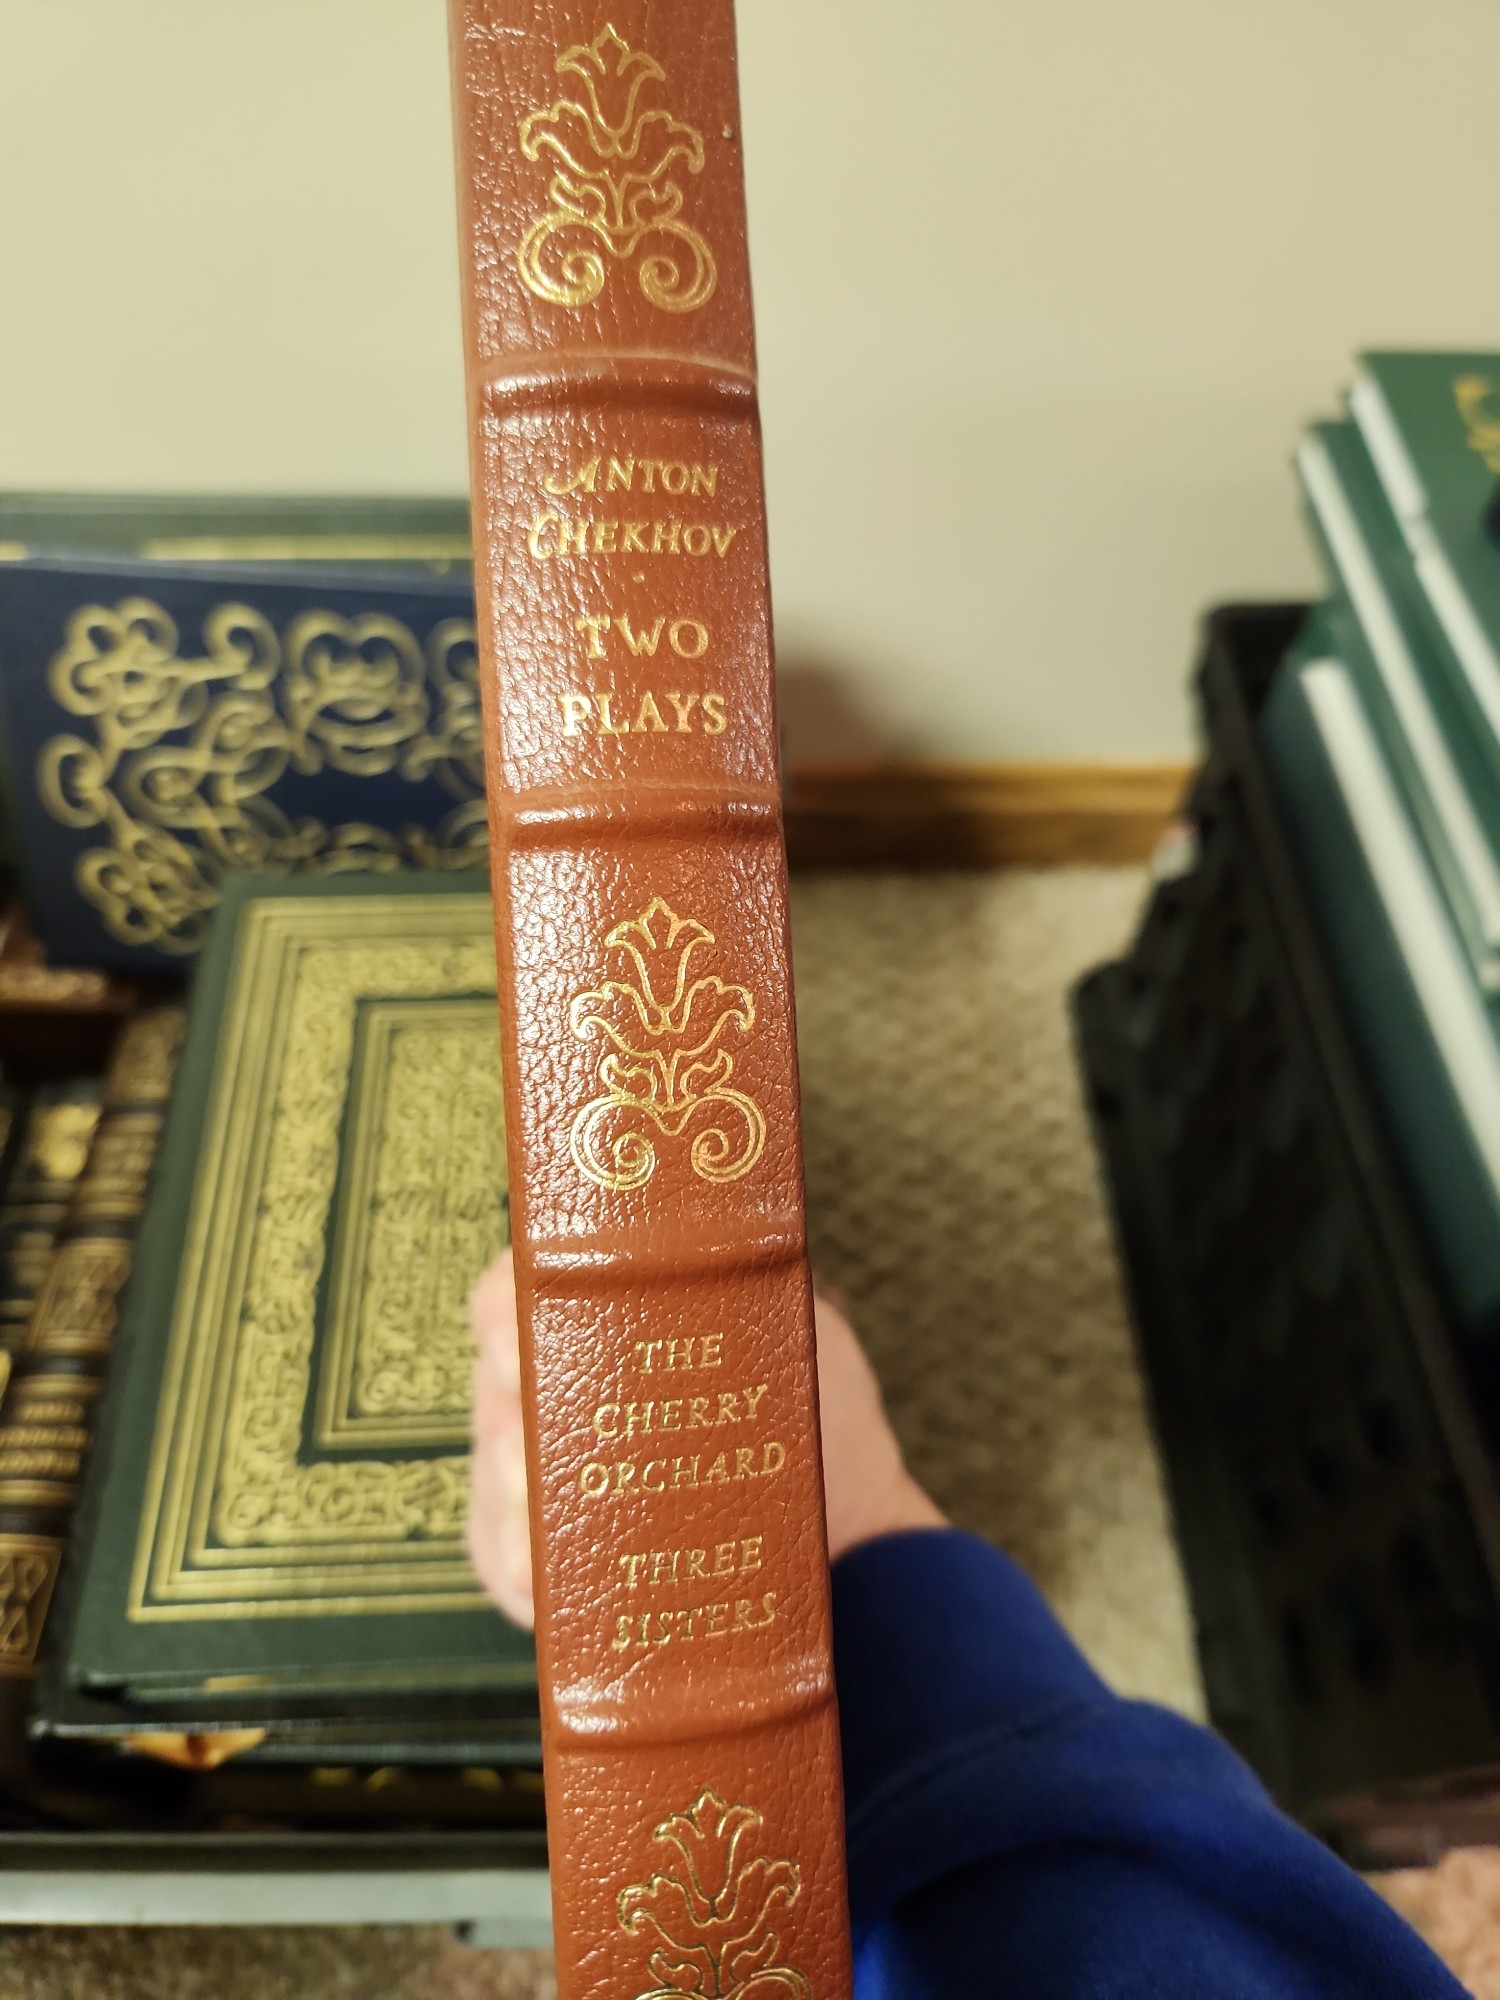 ANTON
CHEKHOV
TWO
PLAYS
THE
CHERRY
ORCHARD
THREE
SISTERS